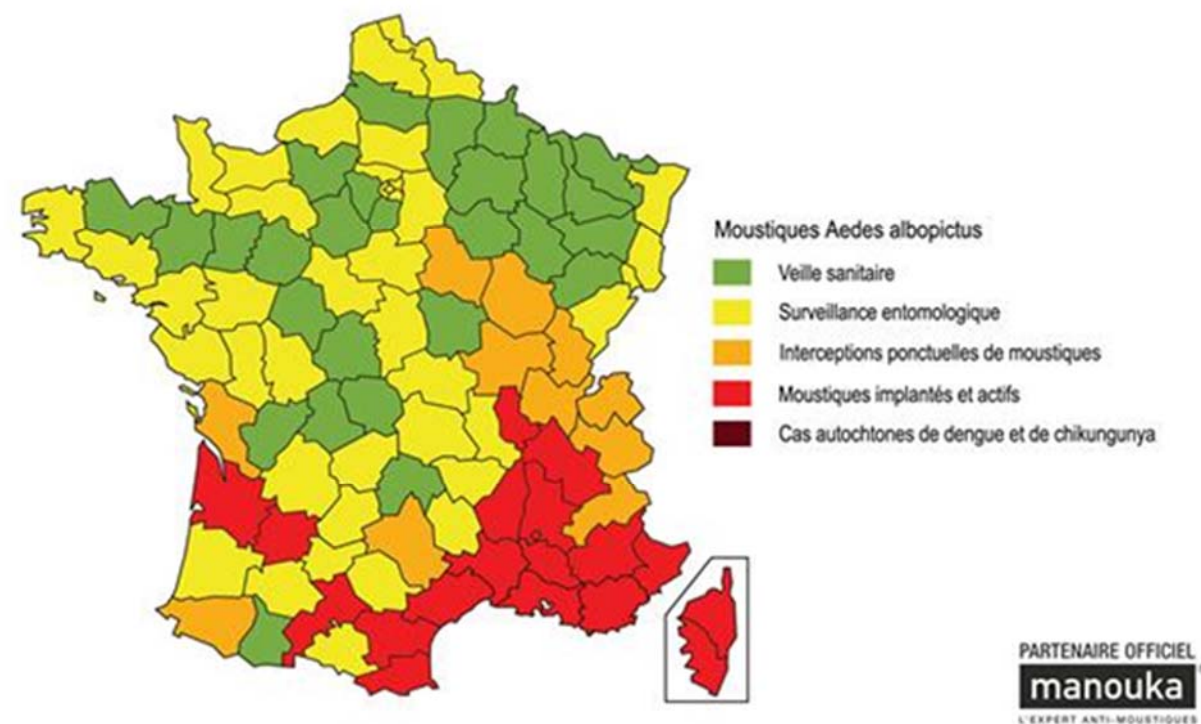 Moustiques Aedes albopictus
Veille sanitaire
Surveillance entomologique
Interceptions ponctuelles de moustiques
Moustiques implantés et actifs
Cas autochtones de dengue et de chikungunya
PARTENAIRE OFFICIEL
manouka
L'EXPERT ANTI-MOUSTIQUES